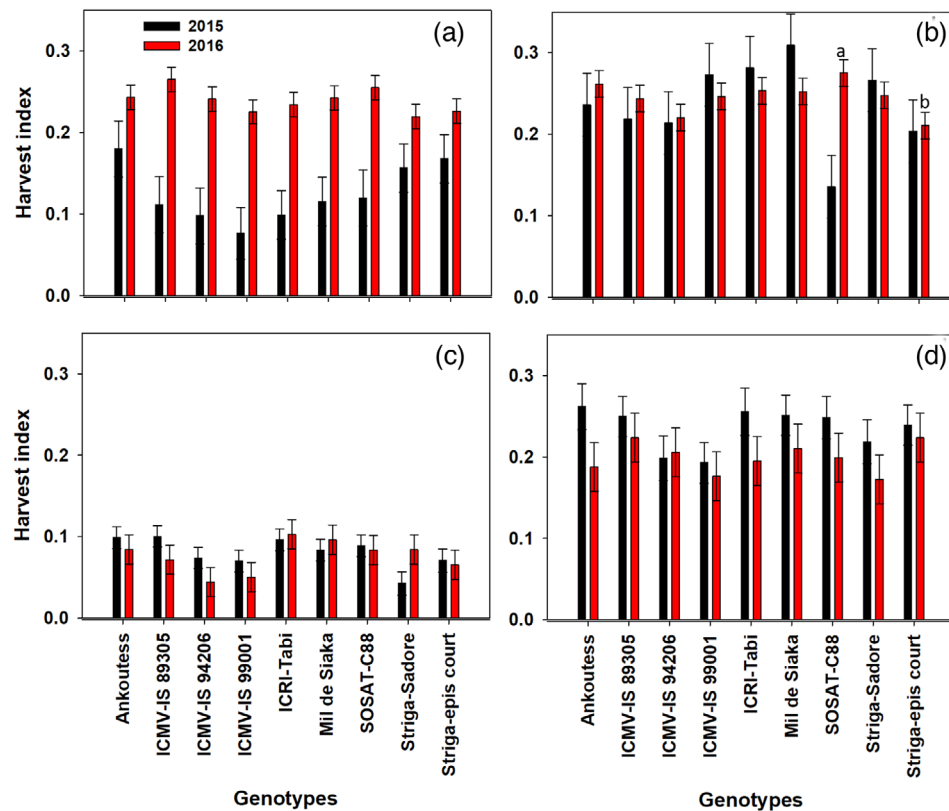 2015
2016
(a)
(b)
a
b
0.3
0.2
0.1
0.0
Harvest index
0.3
0.2
0.1
0.0
(c)
(d)
0.3
0.2
0.1
0.0
Harvest index
0.3
0.2
0.1
0.0
Ankoutess
ICMV-IS 89305
ICMV-IS 94206
ICMV-IS 99001
ICRI-Tabi
Mil de Siaka
SOSAT-C88
Striga-Sadore
Striga-epis court
Ankoutess
ICMV-IS 89305
ICMV-IS 94206
ICMV-IS 99001
ICRI-Tabi
Mil de Siaka
SOSAT-C88
Striga-Sadore
Striga-epis court
Genotypes
Genotypes